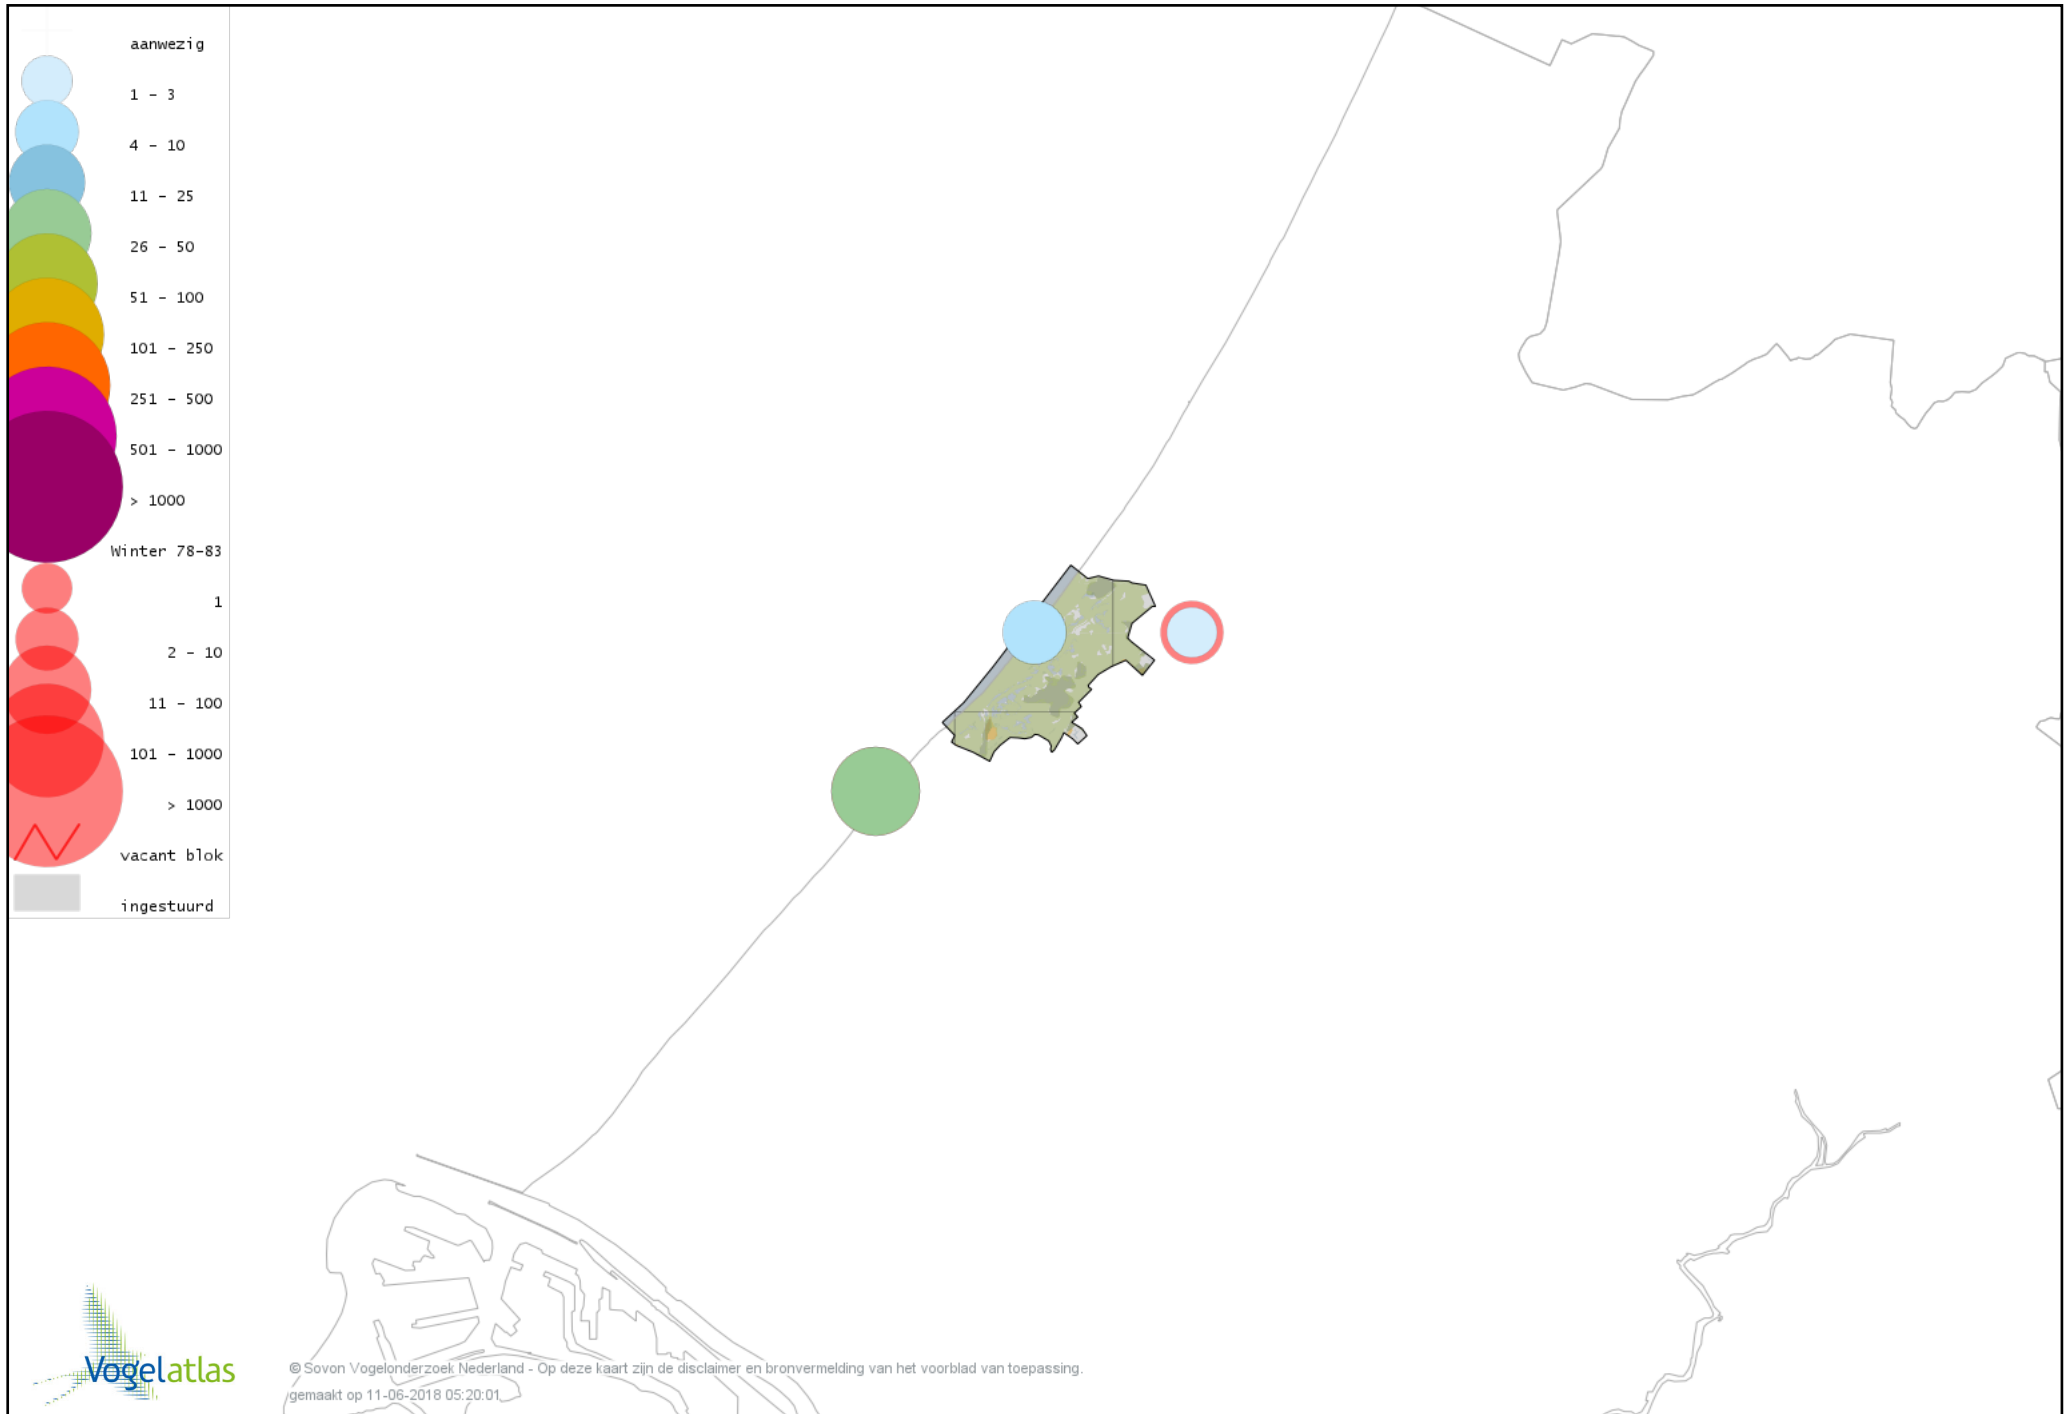 aanwezig
1 - 3
4 - 10
11 - 25
26 - 50
51 - 100
101 - 250
251 - 500
501 - 1000
> 1000
Winter 78-83
1
2 - 10
11 - 100
101 - 1000
> 1000
vacant blok
ingestuurd
Vogelatlas
© Sovon Vogelonderzoek Nederland - Op deze kaart zijn de disclaimer en bronvermelding van het voorblad van toepassing.
gemaakt op 11-06-2018 05:20:01